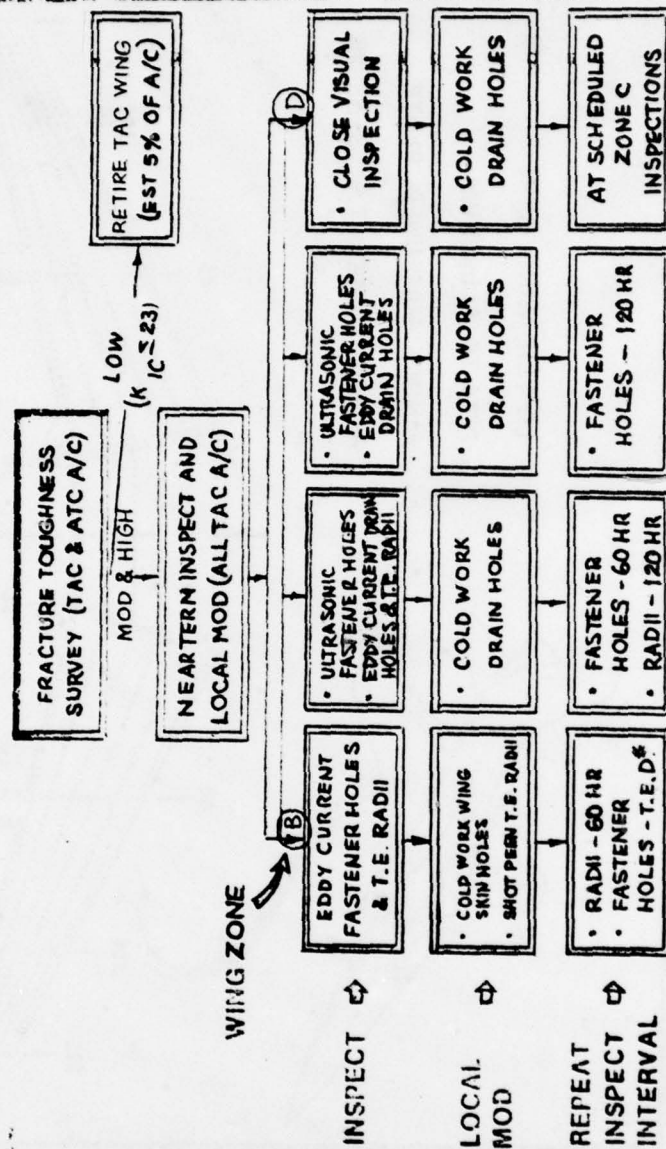 FRACTURE TOUGHNESS
SURVEY (TAC & ATC A/C)
MOD & HIGH
LOW
(K IC ≤ 23)
RETIRE TAC WING
(EST 5% OF A/C)
NEARTERM INSPECT AND
LOCAL MOD (ALL TAC A/C)
WING ZONE
B
D
INSPECT ⇨
EDDY CURRENT
FASTENER HOLES
& T.E. RADII
• ULTRASONIC
FASTENER HOLES
• EDDY CURRENT DRAIN
HOLES & T.E. RADII
• ULTRASONIC
FASTENER HOLES
• EDDY CURRENT
DRAIN HOLES
• CLOSE VISUAL
INSPECTION
LOCAL ⇨
MOD
• COLD WORK WING
SKIN HOLES
• SHOT PEEN T.E. RADII
• COLD WORK
DRAIN HOLES
• COLD WORK
DRAIN HOLES
• COLD WORK
DRAIN HOLES
REPEAT
INSPECT ⇨
INTERVAL
• RADII - 60 HR
• FASTENER
HOLES - T.E.D.*
• FASTENER
HOLES - 60 HR
• RADII - 120 HR
• FASTENER
HOLES - 120 HR
AT SCHEDULED
ZONE C
INSPECTIONS